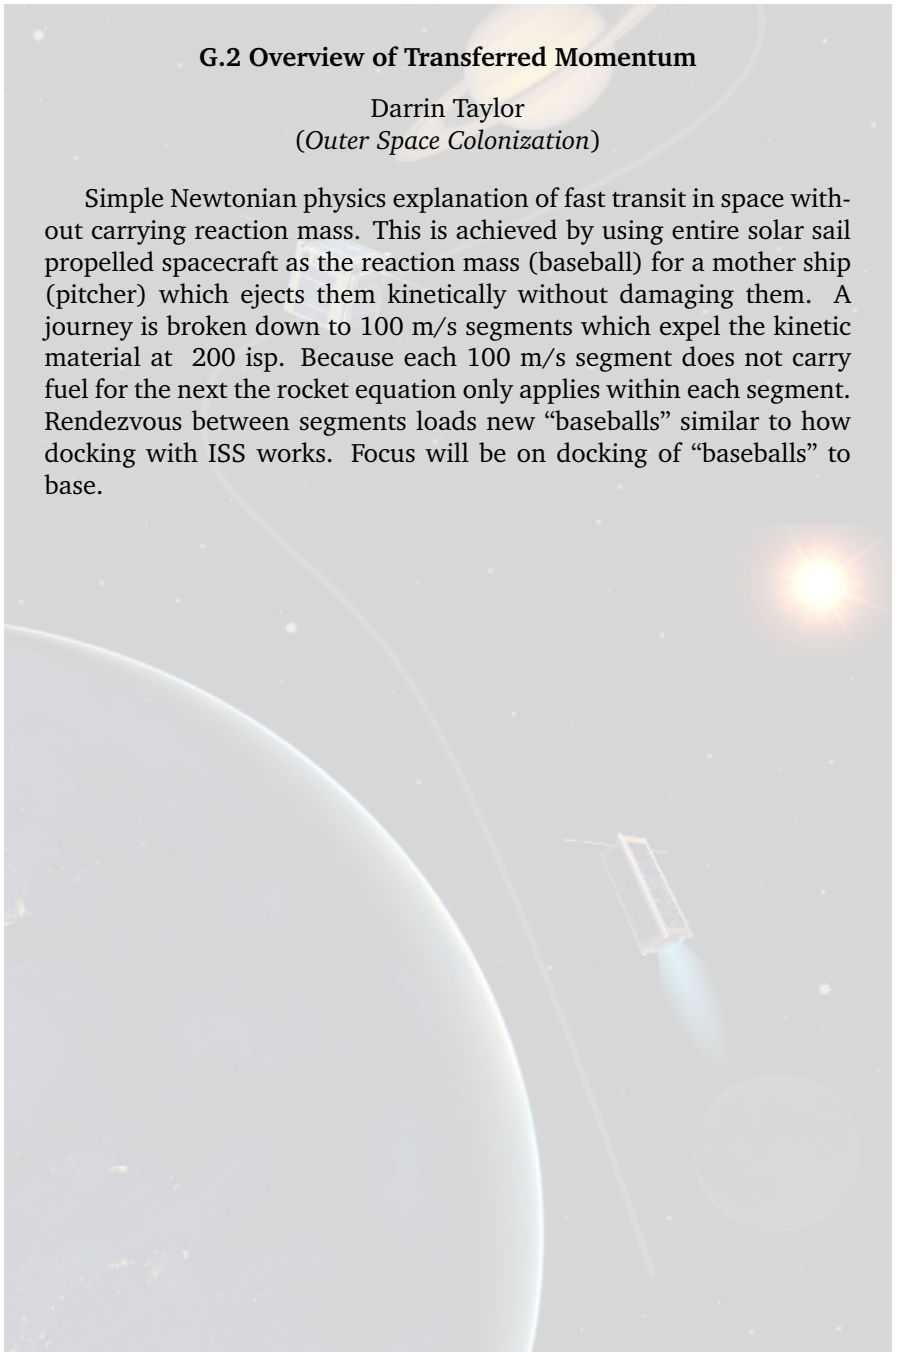 G.2 Overview of Transferred Momentum
Darrin Taylor
(Outer Space Colonization)
Simple Newtonian physics explanation of fast transit in space with-
out carrying reaction mass. This is achieved by using entire solar sail
propelled spacecraft as the reaction mass (baseball) for a mother ship
(pitcher) which ejects them kinetically without damaging them. A
journey is broken down to 100 m/s segments which expel the kinetic
material at 200 isp. Because each 100 m/s segment does not carry
fuel for the next the rocket equation only applies within each segment.
Rendezvous between segments loads new “baseballs” similar to how
docking with ISS works. Focus will be on docking of “baseballs” to
base.